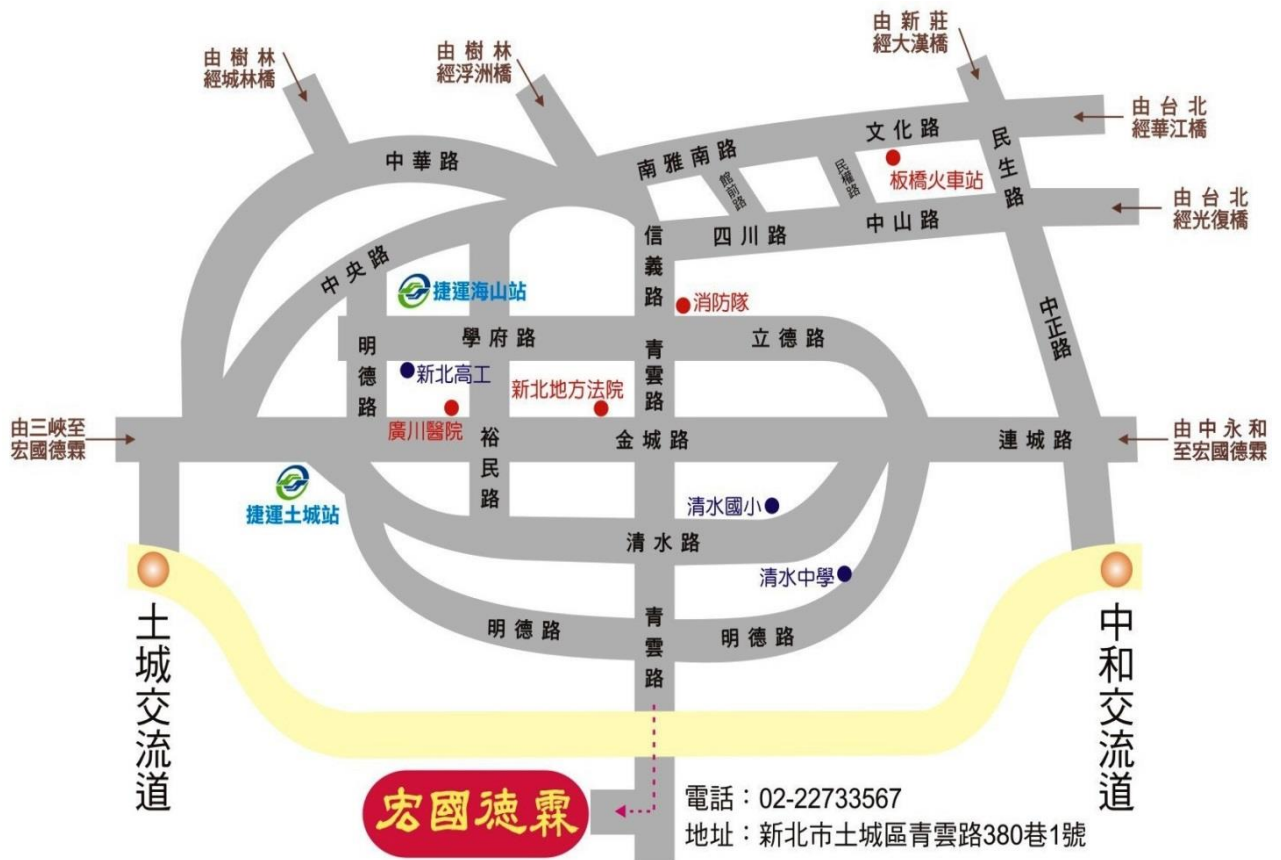 由樹林
經城林橋
由樹林
經浮洲橋
由新莊
經大漢橋
由台北
經華江橋
中華路
南雅南路
文化路
民生路
館前路
民權路
板橋火車站
由台北
經光復橋
信義路
四川路
中山路
中央路
捷運海山站
消防隊
中正路
明德路
學府路
青雲路
立德路
新北高工
新北地方法院
廣川醫院
由三峽至
宏國德霖
裕民路
金城路
連城路
由中永和
至宏國德霖
捷運土城站
清水國小
清水路
清水中學
明德路
青雲路
明德路
土城交流道
中和交流道
宏國德霖
電話：02-22733567
地址：新北市土城區青雲路380巷1號